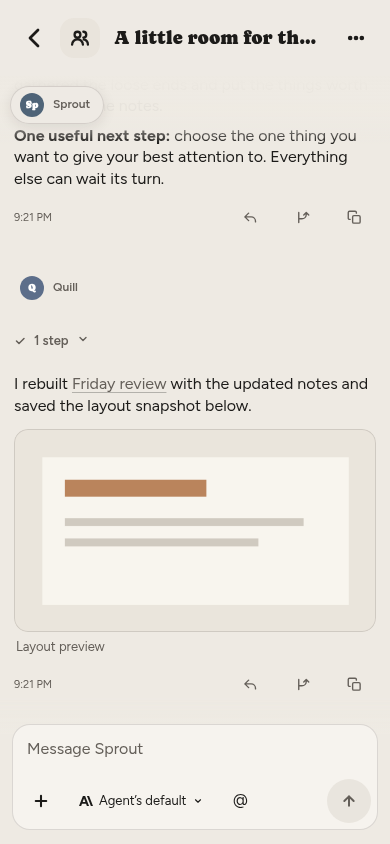 A little room for th...
Sp Sprout
e notes.
One useful next step: choose the one thing you
want to give your best attention to. Everything
else can wait its turn.
9:21 PM
Q Quill
1 step
I rebuilt Friday review with the updated notes and
saved the layout snapshot below.
Layout preview
9:21 PM
Message Sprout
Agent's default @